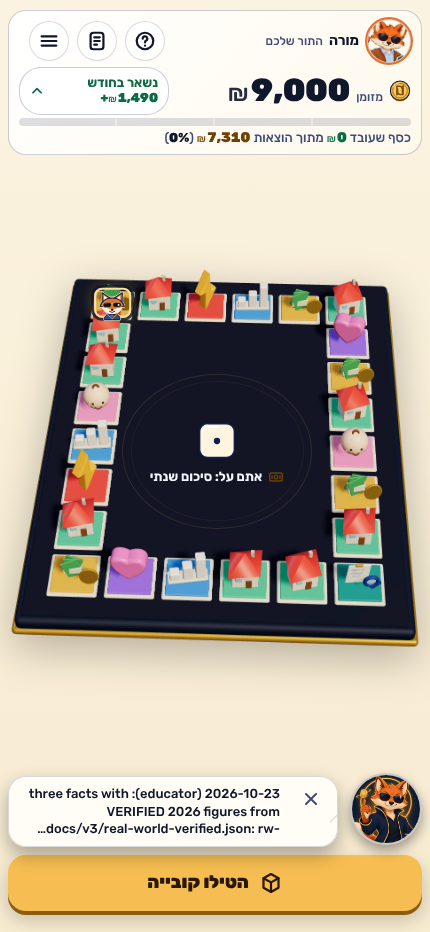 מורה התור שלכם
מזומן 9,000 ₪
נשאר בחודש
+₪1,490
כסף שעובד ₪0 מתוך הוצאות ₪7,310 (0%)
אתם על: סיכום שנתי
three facts with :(educator) 2026-10-23
VERIFIED 2026 figures from
…docs/v3/real-world-verified.json: rw-
הטילו קובייה